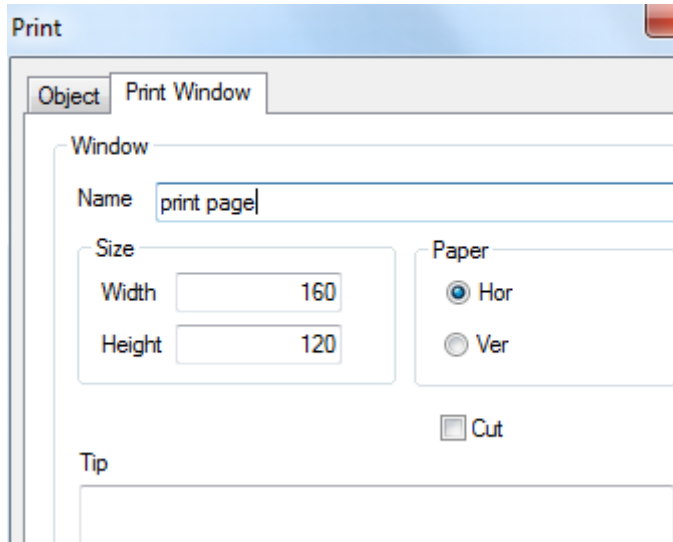 Print
Object Print Window
Window
Name print page
Size Paper
Width 160 Hor
Height 120 Ver
Cut
Tip